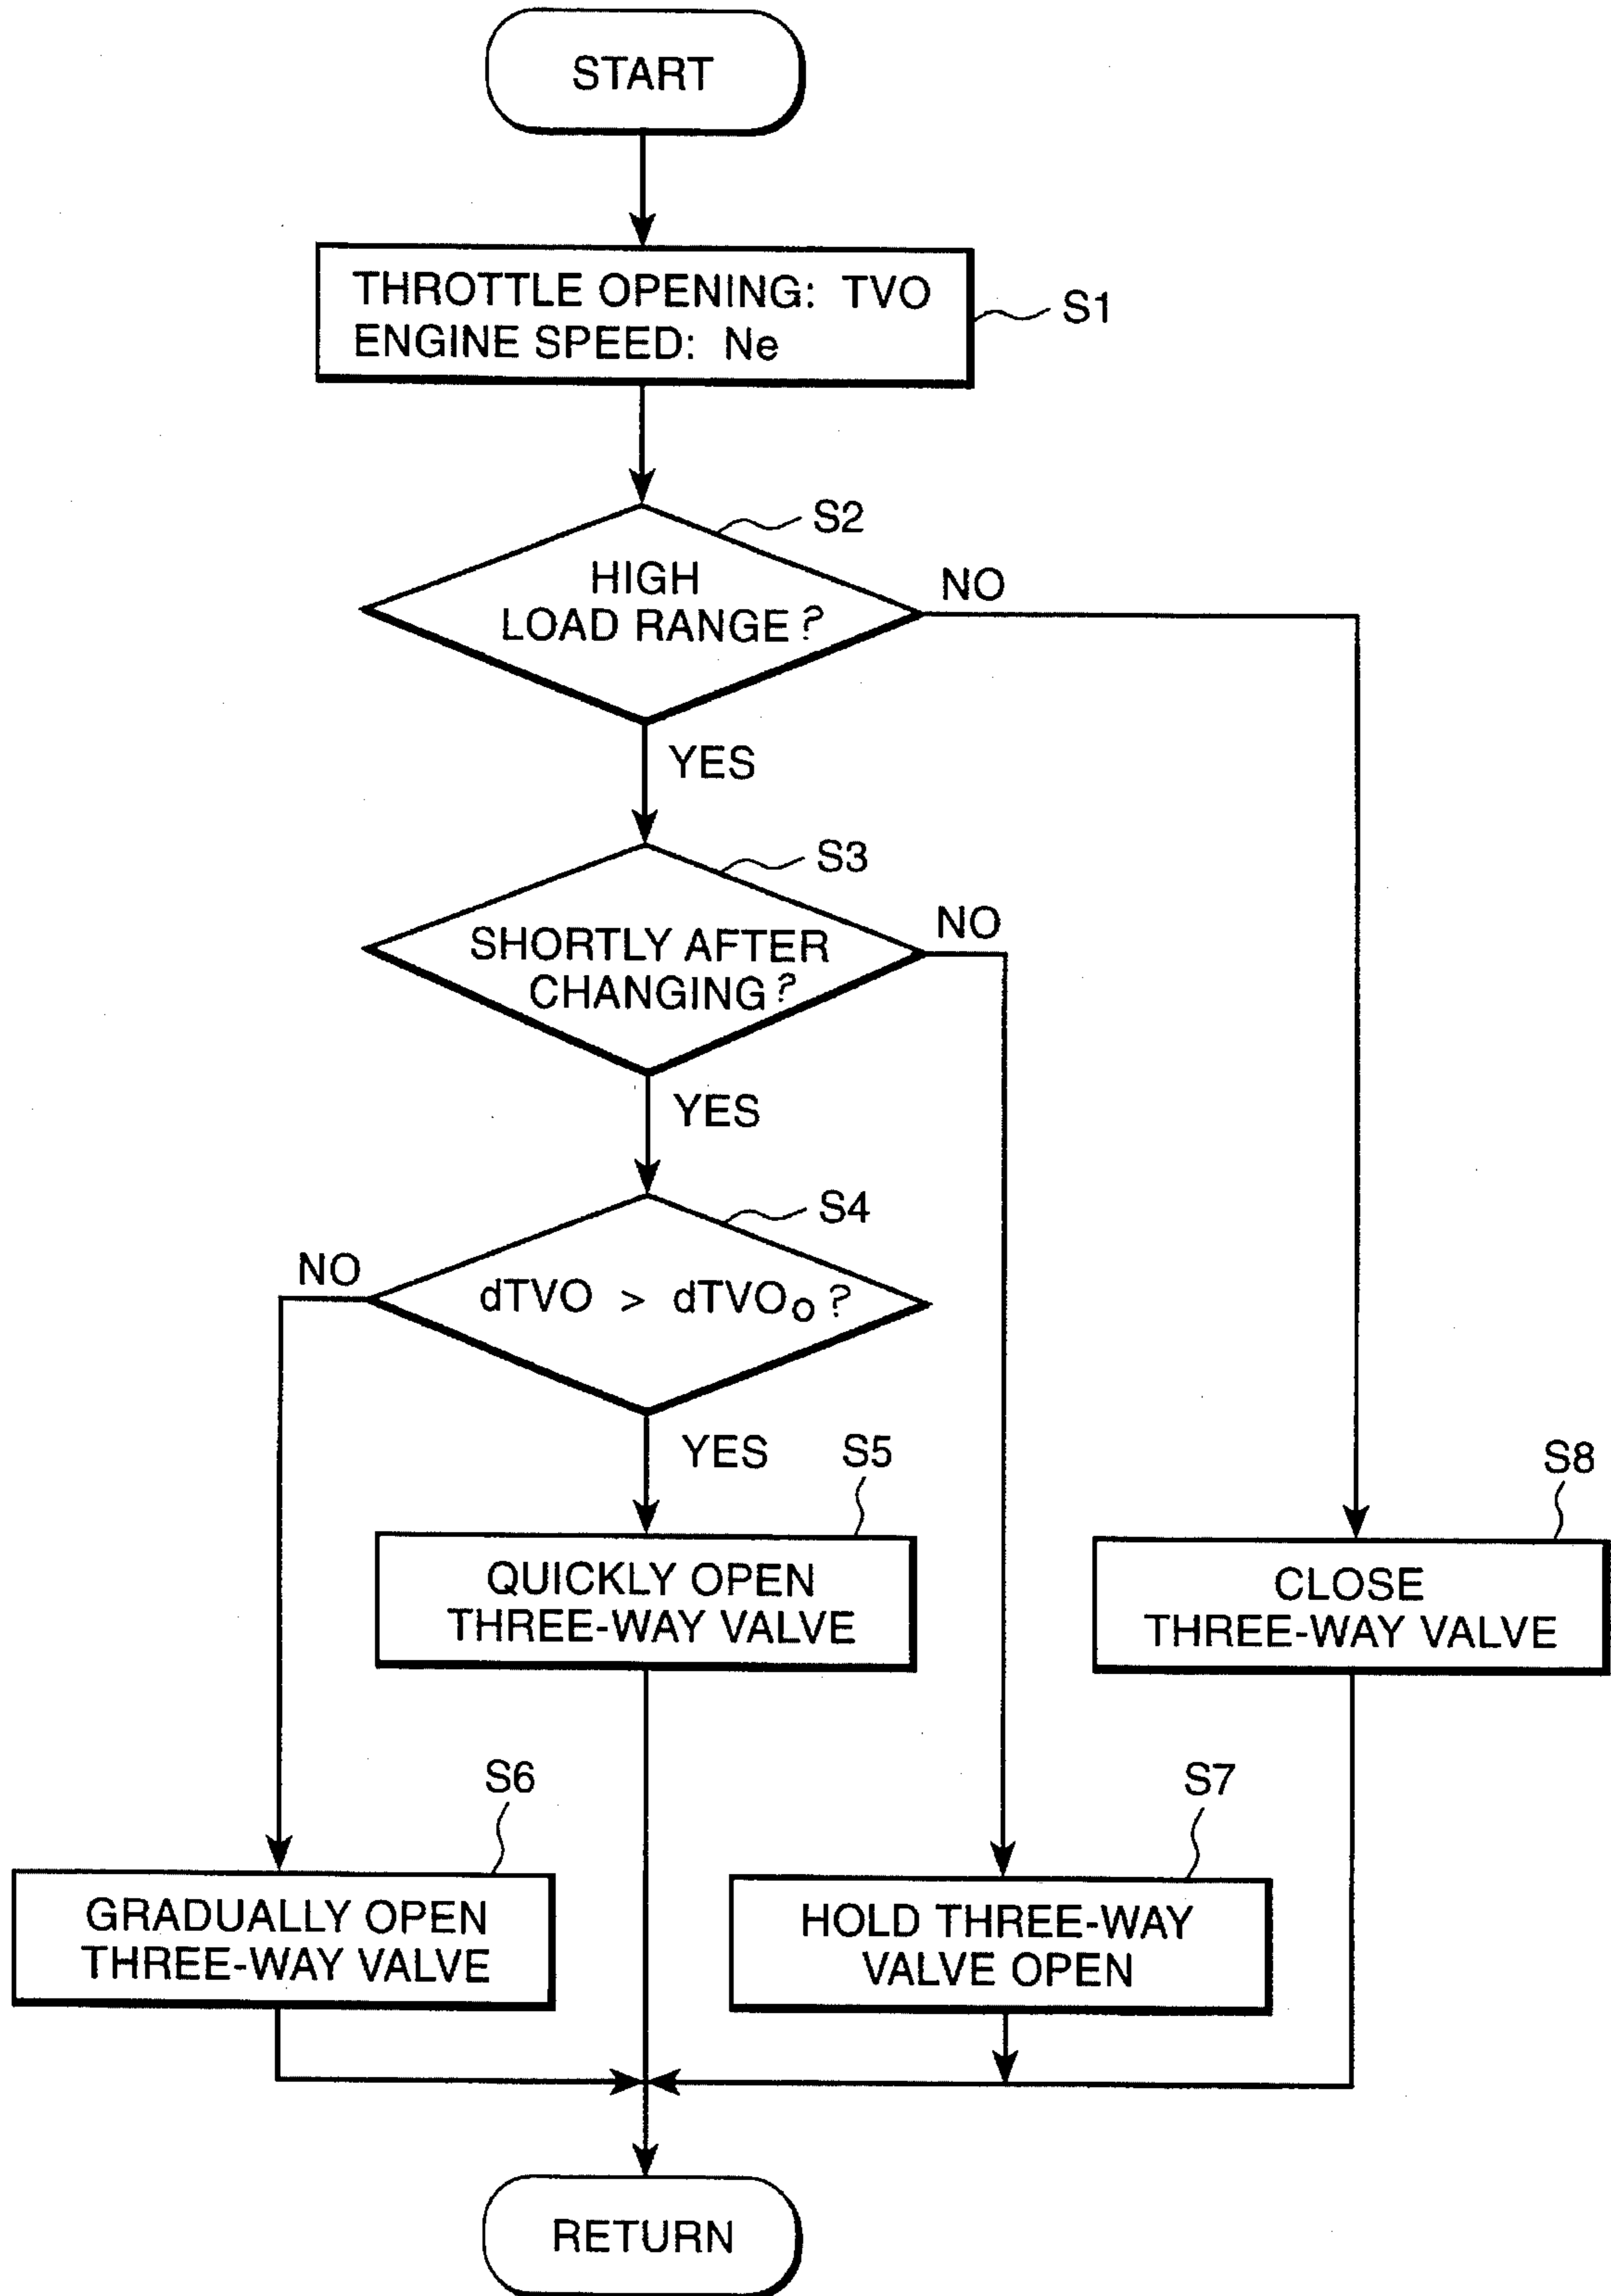 START
THROTTLE OPENING: TVO
ENGINE SPEED: Ne
S1
S2
HIGH
LOAD RANGE?
NO
YES
S3
SHORTLY AFTER
CHANGING?
NO
YES
S4
dTVO > dTVO₀?
NO
YES
S5
QUICKLY OPEN
THREE-WAY VALVE
S8
CLOSE
THREE-WAY VALVE
S6
GRADUALLY OPEN
THREE-WAY VALVE
S7
HOLD THREE-WAY
VALVE OPEN
RETURN